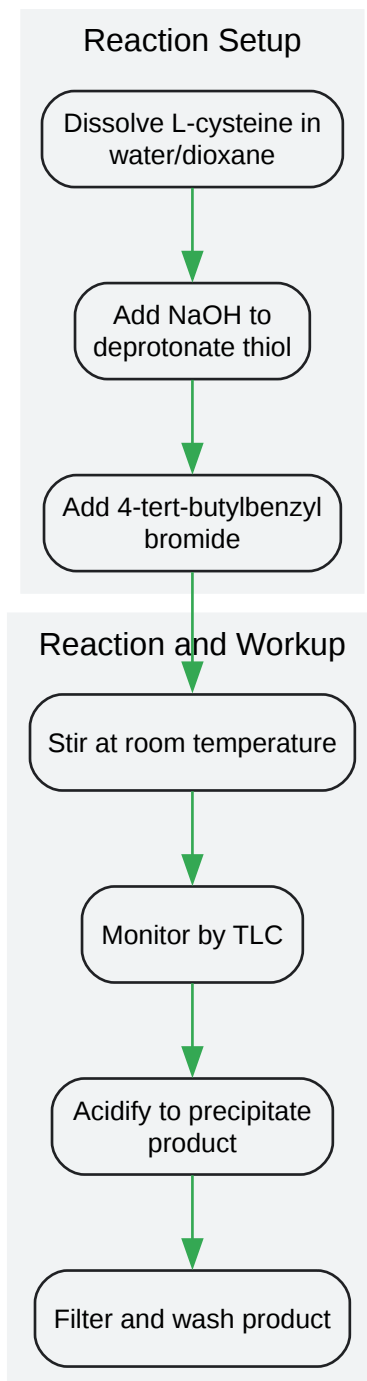 Reaction Setup
Dissolve L-cysteine in
water/dioxane
Add NaOH to
deprotonate thiol
Add 4-tert-butylbenzyl
bromide
Reaction and Workup
Stir at room temperature
Monitor by TLC
Acidify to precipitate
product
Filter and wash product